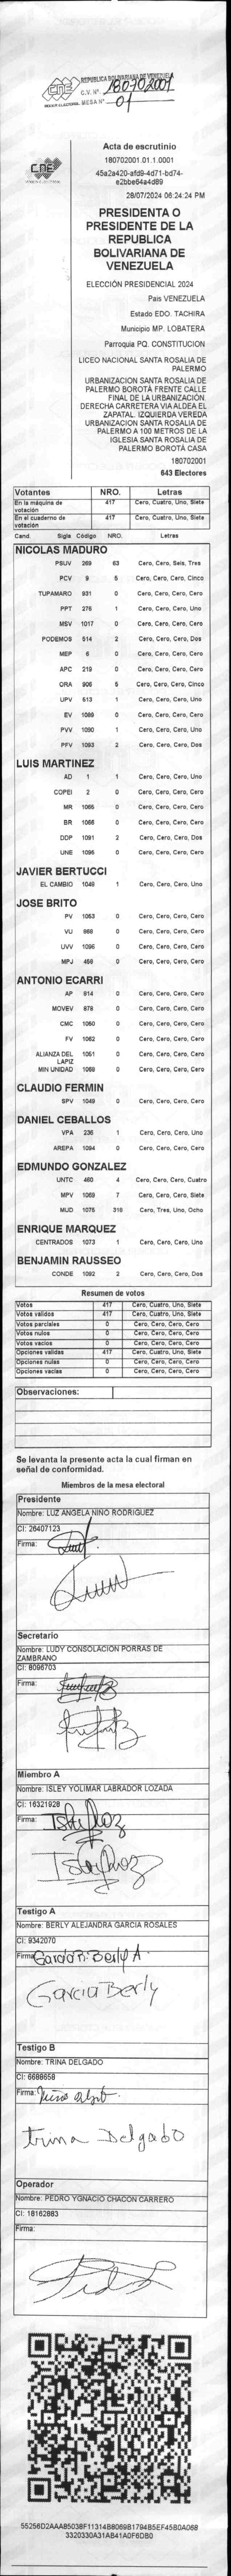 CNE
PODER ELECTORAL
REPUBLICA BOLIVARIANA DE VENEZUELA
C.V. Nº 180702001
MESA Nº 01
CNE
PODER ELECTORAL
Acta de escrutinio
180702001.01.1.0001
45a2a420-afd9-4d71-bd74-
e2bbe64a4d89
28/07/2024 06:24:24 PM
PRESIDENTA O
PRESIDENTE DE LA
REPUBLICA
BOLIVARIANA DE
VENEZUELA
ELECCIÓN PRESIDENCIAL 2024
Pais VENEZUELA
Estado EDO. TACHIRA
Municipio MP. LOBATERA
Parroquia PQ. CONSTITUCION
LICEO NACIONAL SANTA ROSALIA DE
PALERMO
URBANIZACION SANTA ROSALIA DE
PALERMO BOROTÁ FRENTE CALLE
FINAL DE LA URBANIZACIÓN.
DERECHA CARRETERA VIA ALDEA EL
ZAPATAL. IZQUIERDA VEREDA
URBANIZACION SANTA ROSALIA DE
PALERMO A 100 METROS DE LA
IGLESIA SANTA ROSALIA DE
PALERMO BOROTÁ CASA
180702001
643 Electores
Votantes NRO. Letras
En la máquina de votación 417 Cero, Cuatro, Uno, Siete
En el cuaderno de votación 417 Cero, Cuatro, Uno, Siete
Cand. Sigla Código NRO. Letras
NICOLAS MADURO
PSUV 269 63 Cero, Cero, Seis, Tres
PCV 9 5 Cero, Cero, Cero, Cinco
TUPAMARO 931 0 Cero, Cero, Cero, Cero
PPT 276 1 Cero, Cero, Cero, Uno
MSV 1017 0 Cero, Cero, Cero, Cero
PODEMOS 514 2 Cero, Cero, Cero, Dos
MEP 6 0 Cero, Cero, Cero, Cero
APC 219 0 Cero, Cero, Cero, Cero
ORA 906 5 Cero, Cero, Cero, Cinco
UPV 513 1 Cero, Cero, Cero, Uno
EV 1089 0 Cero, Cero, Cero, Cero
PVV 1090 1 Cero, Cero, Cero, Uno
PFV 1093 2 Cero, Cero, Cero, Dos
LUIS MARTINEZ
AD 1 1 Cero, Cero, Cero, Uno
COPEI 2 0 Cero, Cero, Cero, Cero
MR 1065 0 Cero, Cero, Cero, Cero
BR 1066 0 Cero, Cero, Cero, Cero
DDP 1091 2 Cero, Cero, Cero, Dos
UNE 1095 0 Cero, Cero, Cero, Cero
JAVIER BERTUCCI
EL CAMBIO 1048 1 Cero, Cero, Cero, Uno
JOSE BRITO
PV 1063 0 Cero, Cero, Cero, Cero
VU 868 0 Cero, Cero, Cero, Cero
UVV 1096 0 Cero, Cero, Cero, Cero
MPJ 459 0 Cero, Cero, Cero, Cero
ANTONIO ECARRI
AP 814 0 Cero, Cero, Cero, Cero
MOVEV 879 0 Cero, Cero, Cero, Cero
CMC 1050 0 Cero, Cero, Cero, Cero
FV 1062 0 Cero, Cero, Cero, Cero
ALIANZA DEL LAPIZ 1051 0 Cero, Cero, Cero, Cero
MIN UNIDAD 1069 0 Cero, Cero, Cero, Cero
CLAUDIO FERMIN
SPV 1049 0 Cero, Cero, Cero, Cero
DANIEL CEBALLOS
VPA 236 1 Cero, Cero, Cero, Uno
AREPA 1094 0 Cero, Cero, Cero, Cero
EDMUNDO GONZALEZ
UNTC 460 4 Cero, Cero, Cero, Cuatro
MPV 1069 7 Cero, Cero, Cero, Siete
MUD 1075 318 Cero, Tres, Uno, Ocho
ENRIQUE MARQUEZ
CENTRADOS 1073 1 Cero, Cero, Cero, Uno
BENJAMIN RAUSSEO
CONDE 1092 2 Cero, Cero, Cero, Dos
Resumen de votos
Votos 417 Cero, Cuatro, Uno, Siete
Votos válidos 417 Cero, Cuatro, Uno, Siete
Votos parciales 0 Cero, Cero, Cero, Cero
Votos nulos 0 Cero, Cero, Cero, Cero
Votos vacíos 0 Cero, Cero, Cero, Cero
Opciones validas 417 Cero, Cuatro, Uno, Siete
Opciones nulas 0 Cero, Cero, Cero, Cero
Opciones vacías 0 Cero, Cero, Cero, Cero
Observaciones:
Se levanta la presente acta la cual firman en
señal de conformidad.
Miembros de la mesa electoral
Presidente
Nombre: LUZ ANGELA NIÑO RODRIGUEZ
CI: 26407123
Firma:
Secretario
Nombre: LUDY CONSOLACION PORRAS DE
ZAMBRANO
CI: 8096703
Firma:
Miembro A
Nombre: ISLEY YOLIMAR LABRADOR LOZADA
CI: 16321928
Firma:
Testigo A
Nombre: BERLY ALEJANDRA GARCIA ROSALES
CI: 9342070
Firma: Garcia R. Berly A.
Garcia Berly
Testigo B
Nombre: TRINA DELGADO
CI: 6688658
Firma:
Trina Delgado
Operador
Nombre: PEDRO YGNACIO CHACON CARRERO
CI: 18162883
Firma:
55256D2AAA85038F11314B8069B1794B5EF45B0A068
3320330A31AB41A0F6DB0